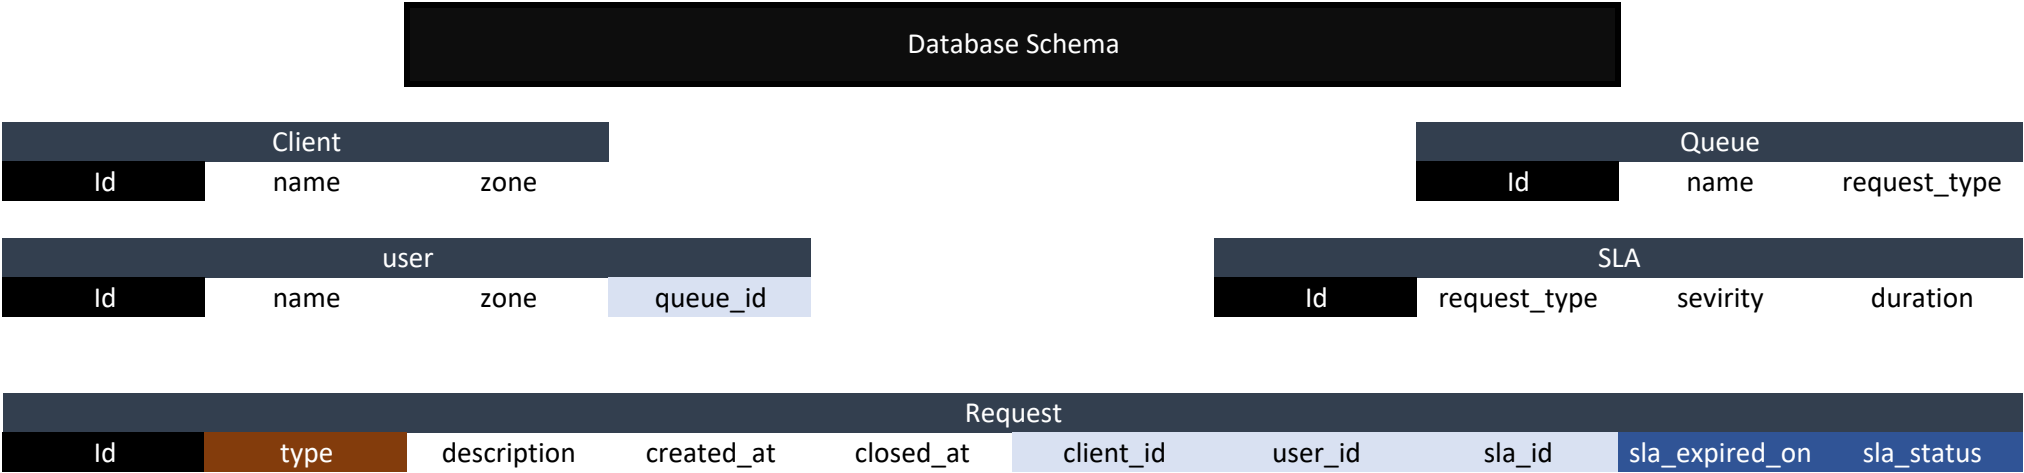 Database Schema
Client
Id name zone
Queue
Id name request_type
user
Id name zone queue_id
SLA
Id request_type sevirity duration
Request
Id type description created_at closed_at client_id user_id sla_id sla_expired_on sla_status